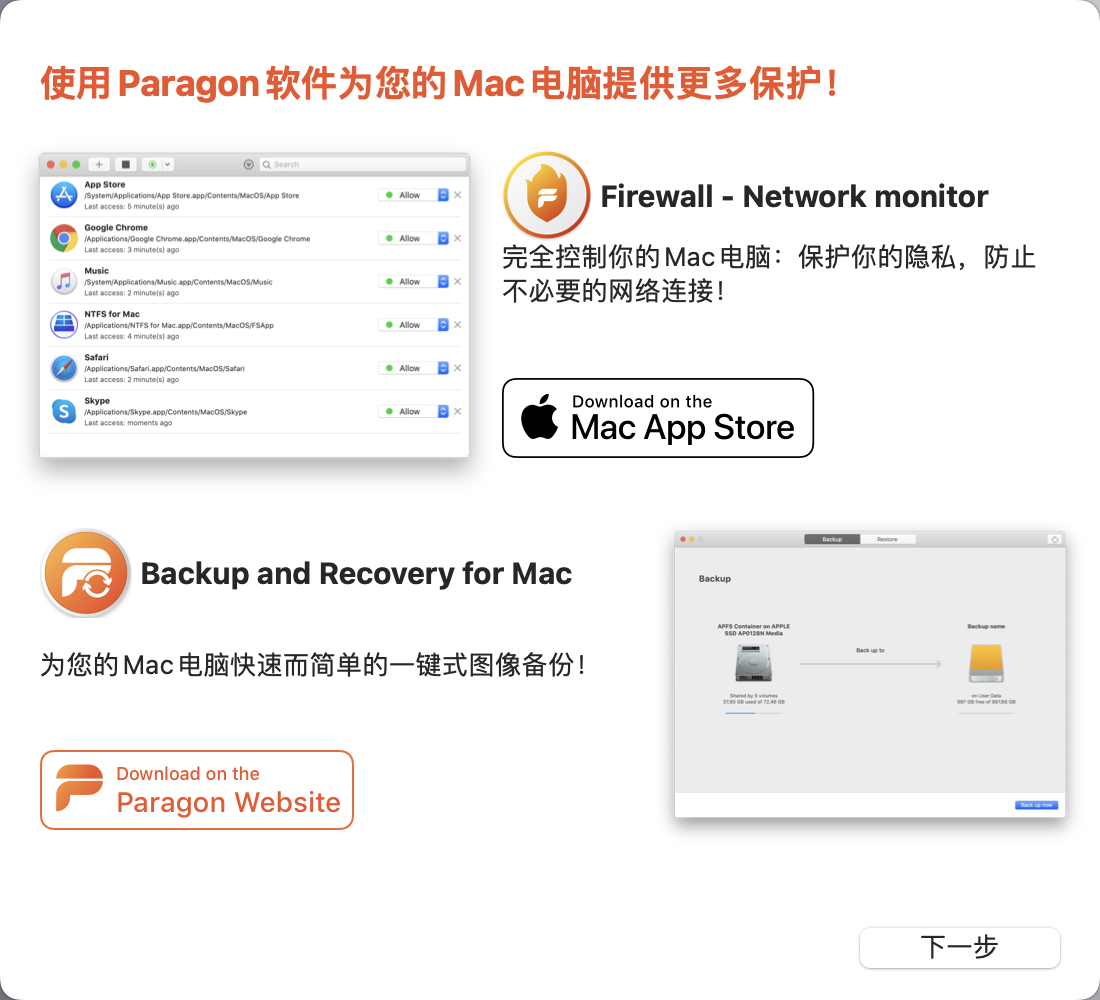 使用 Paragon 软件为您的 Mac 电脑提供更多保护！
Search
App Store
/System/Applications/App Store.app/Contents/MacOS/App Store
Last access: 5 minute(s) ago
Allow
Google Chrome
/Applications/Google Chrome.app/Contents/MacOS/Google Chrome
Last access: 3 minute(s) ago
Allow
Music
/System/Applications/Music.app/Contents/MacOS/Music
Last access: 2 minute(s) ago
Allow
NTFS for Mac
/Applications/NTFS for Mac.app/Contents/MacOS/FSApp
Last access: 4 minute(s) ago
Allow
Safari
/Applications/Safari.app/Contents/MacOS/Safari
Last access: 2 minute(s) ago
Allow
Skype
/Applications/Skype.app/Contents/MacOS/Skype
Last access: moments ago
Allow
Firewall - Network monitor
完全控制你的 Mac 电脑：保护你的隐私，防止
不必要的网络连接！
Download on the
Mac App Store
Backup and Recovery for Mac
为您的 Mac 电脑快速而简单的一键式图像备份！
Download on the
Paragon Website
Backup
Restore
Backup
APFS Container on APPLE
SSD AP0128N Media
Shared by 5 volumes
37,93 GB used of 72,46 GB
Back up to
Backup name
on User Data
997 GB free of 997,66 GB
Back up now
下一步